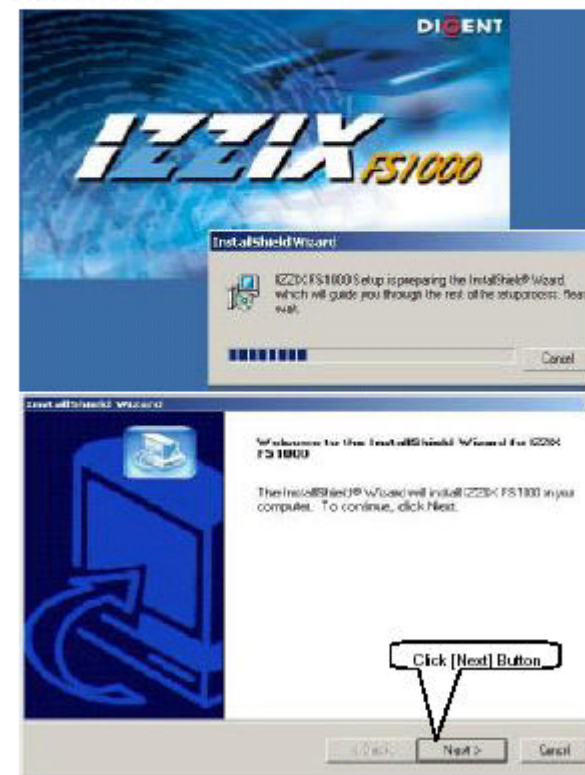 DIGENT
IZZIX FS1000
InstallShield Wizard
IZZIX FS1000 Setup is preparing the InstallShield® Wizard,
which will guide you through the rest of the setup process. Please
wait.
Cancel
InstallShield Wizard
Welcome to the InstallShield Wizard for IZZIX
FS1000
The InstallShield® Wizard will install IZZIX FS1000 on your
computer. To continue, click Next.
Click [Next] Button
< Back
Next >
Cancel